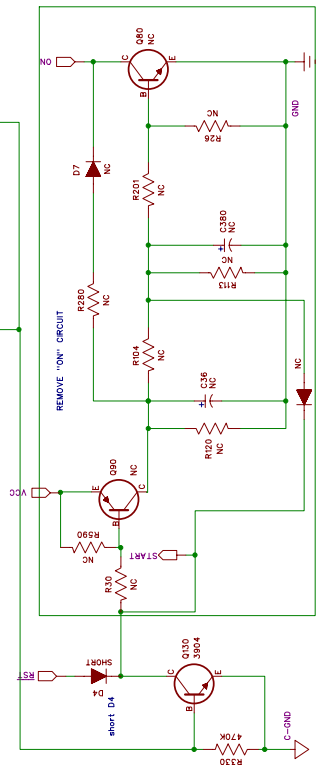 ON
Q80
NC
C
E
B
R26
NC
GND
D7
NC
R201
NC
C380
NC
+
R113
NC
R280
NC
REMOVE "ON" CIRCUIT
R104
NC
NC
C36
NC
+
R120
NC
Q90
NC
E
C
B
VCC
R590
NC
START
R30
NC
RST
D4
SHORT
short D4
Q130
3904
C
E
B
C-GND
R330
470K